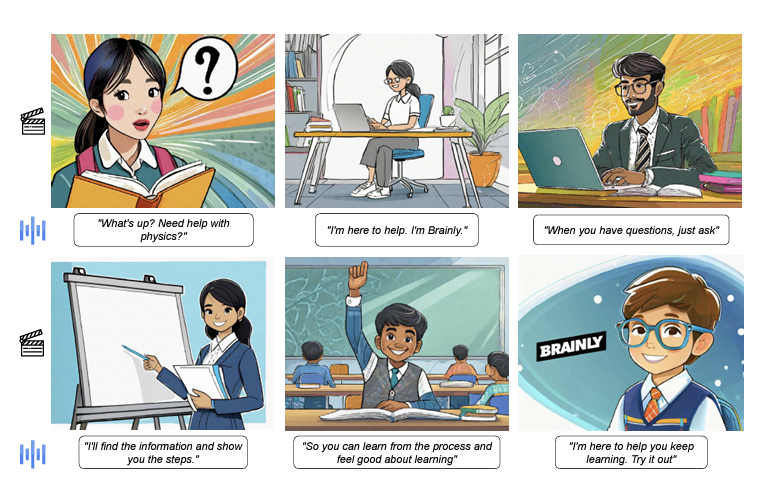 ?
"What's up? Need help with
physics?"
"I'm here to help. I'm Brainly."
"When you have questions, just ask"
BRAINLY
"I'll find the information and show
you the steps."
"So you can learn from the process and
feel good about learning"
"I'm here to help you keep
learning. Try it out"